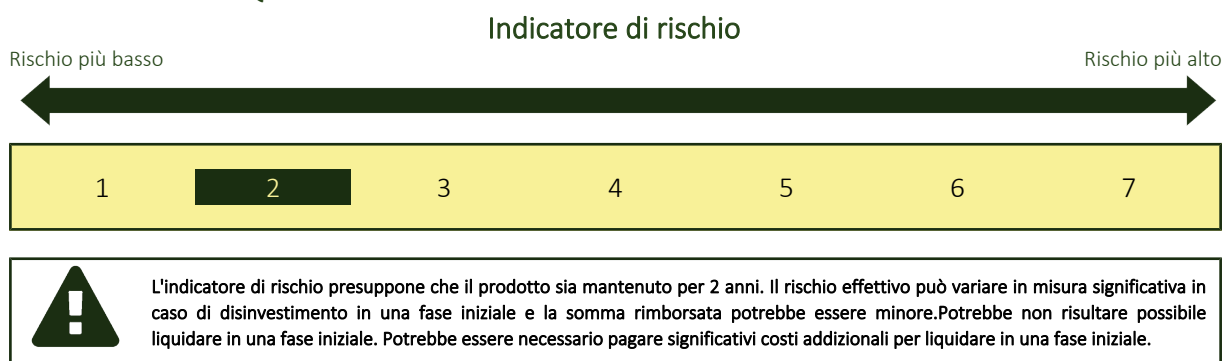 Indicatore di rischio
Rischio più basso
Rischio più alto
1 2 3 4 5 6 7
L'indicatore di rischio presuppone che il prodotto sia mantenuto per 2 anni. Il rischio effettivo può variare in misura significativa in
caso di disinvestimento in una fase iniziale e la somma rimborsata potrebbe essere minore.Potrebbe non risultare possibile
liquidare in una fase iniziale. Potrebbe essere necessario pagare significativi costi addizionali per liquidare in una fase iniziale.